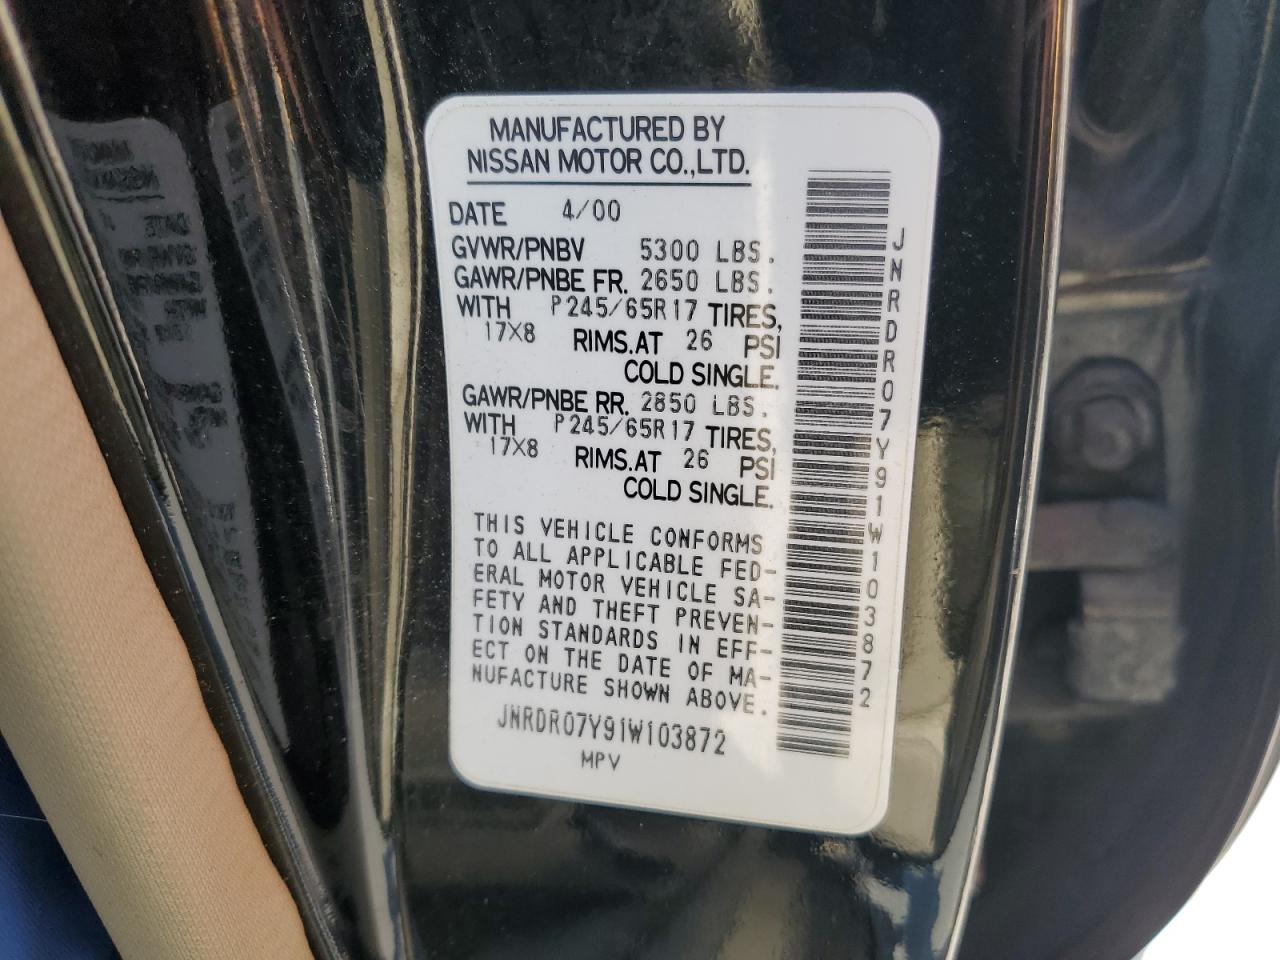 MANUFACTURED BY
NISSAN MOTOR CO.,LTD.
DATE 4/00
GVWR/PNBV 5300 LBS.
GAWR/PNBE FR. 2650 LBS.
WITH P245/65R17 TIRES,
17X8 RIMS.AT 26 PSI
COLD SINGLE.
GAWR/PNBE RR. 2850 LBS.
WITH P245/65R17 TIRES,
17X8 RIMS.AT 26 PSI
COLD SINGLE.
THIS VEHICLE CONFORMS
TO ALL APPLICABLE FED-
ERAL MOTOR VEHICLE SA-
FETY AND THEFT PREVEN-
TION STANDARDS IN EFF-
ECT ON THE DATE OF MA-
NUFACTURE SHOWN ABOVE.
JNRDR07Y91W103872
MPV
JNRDR07Y91W103872